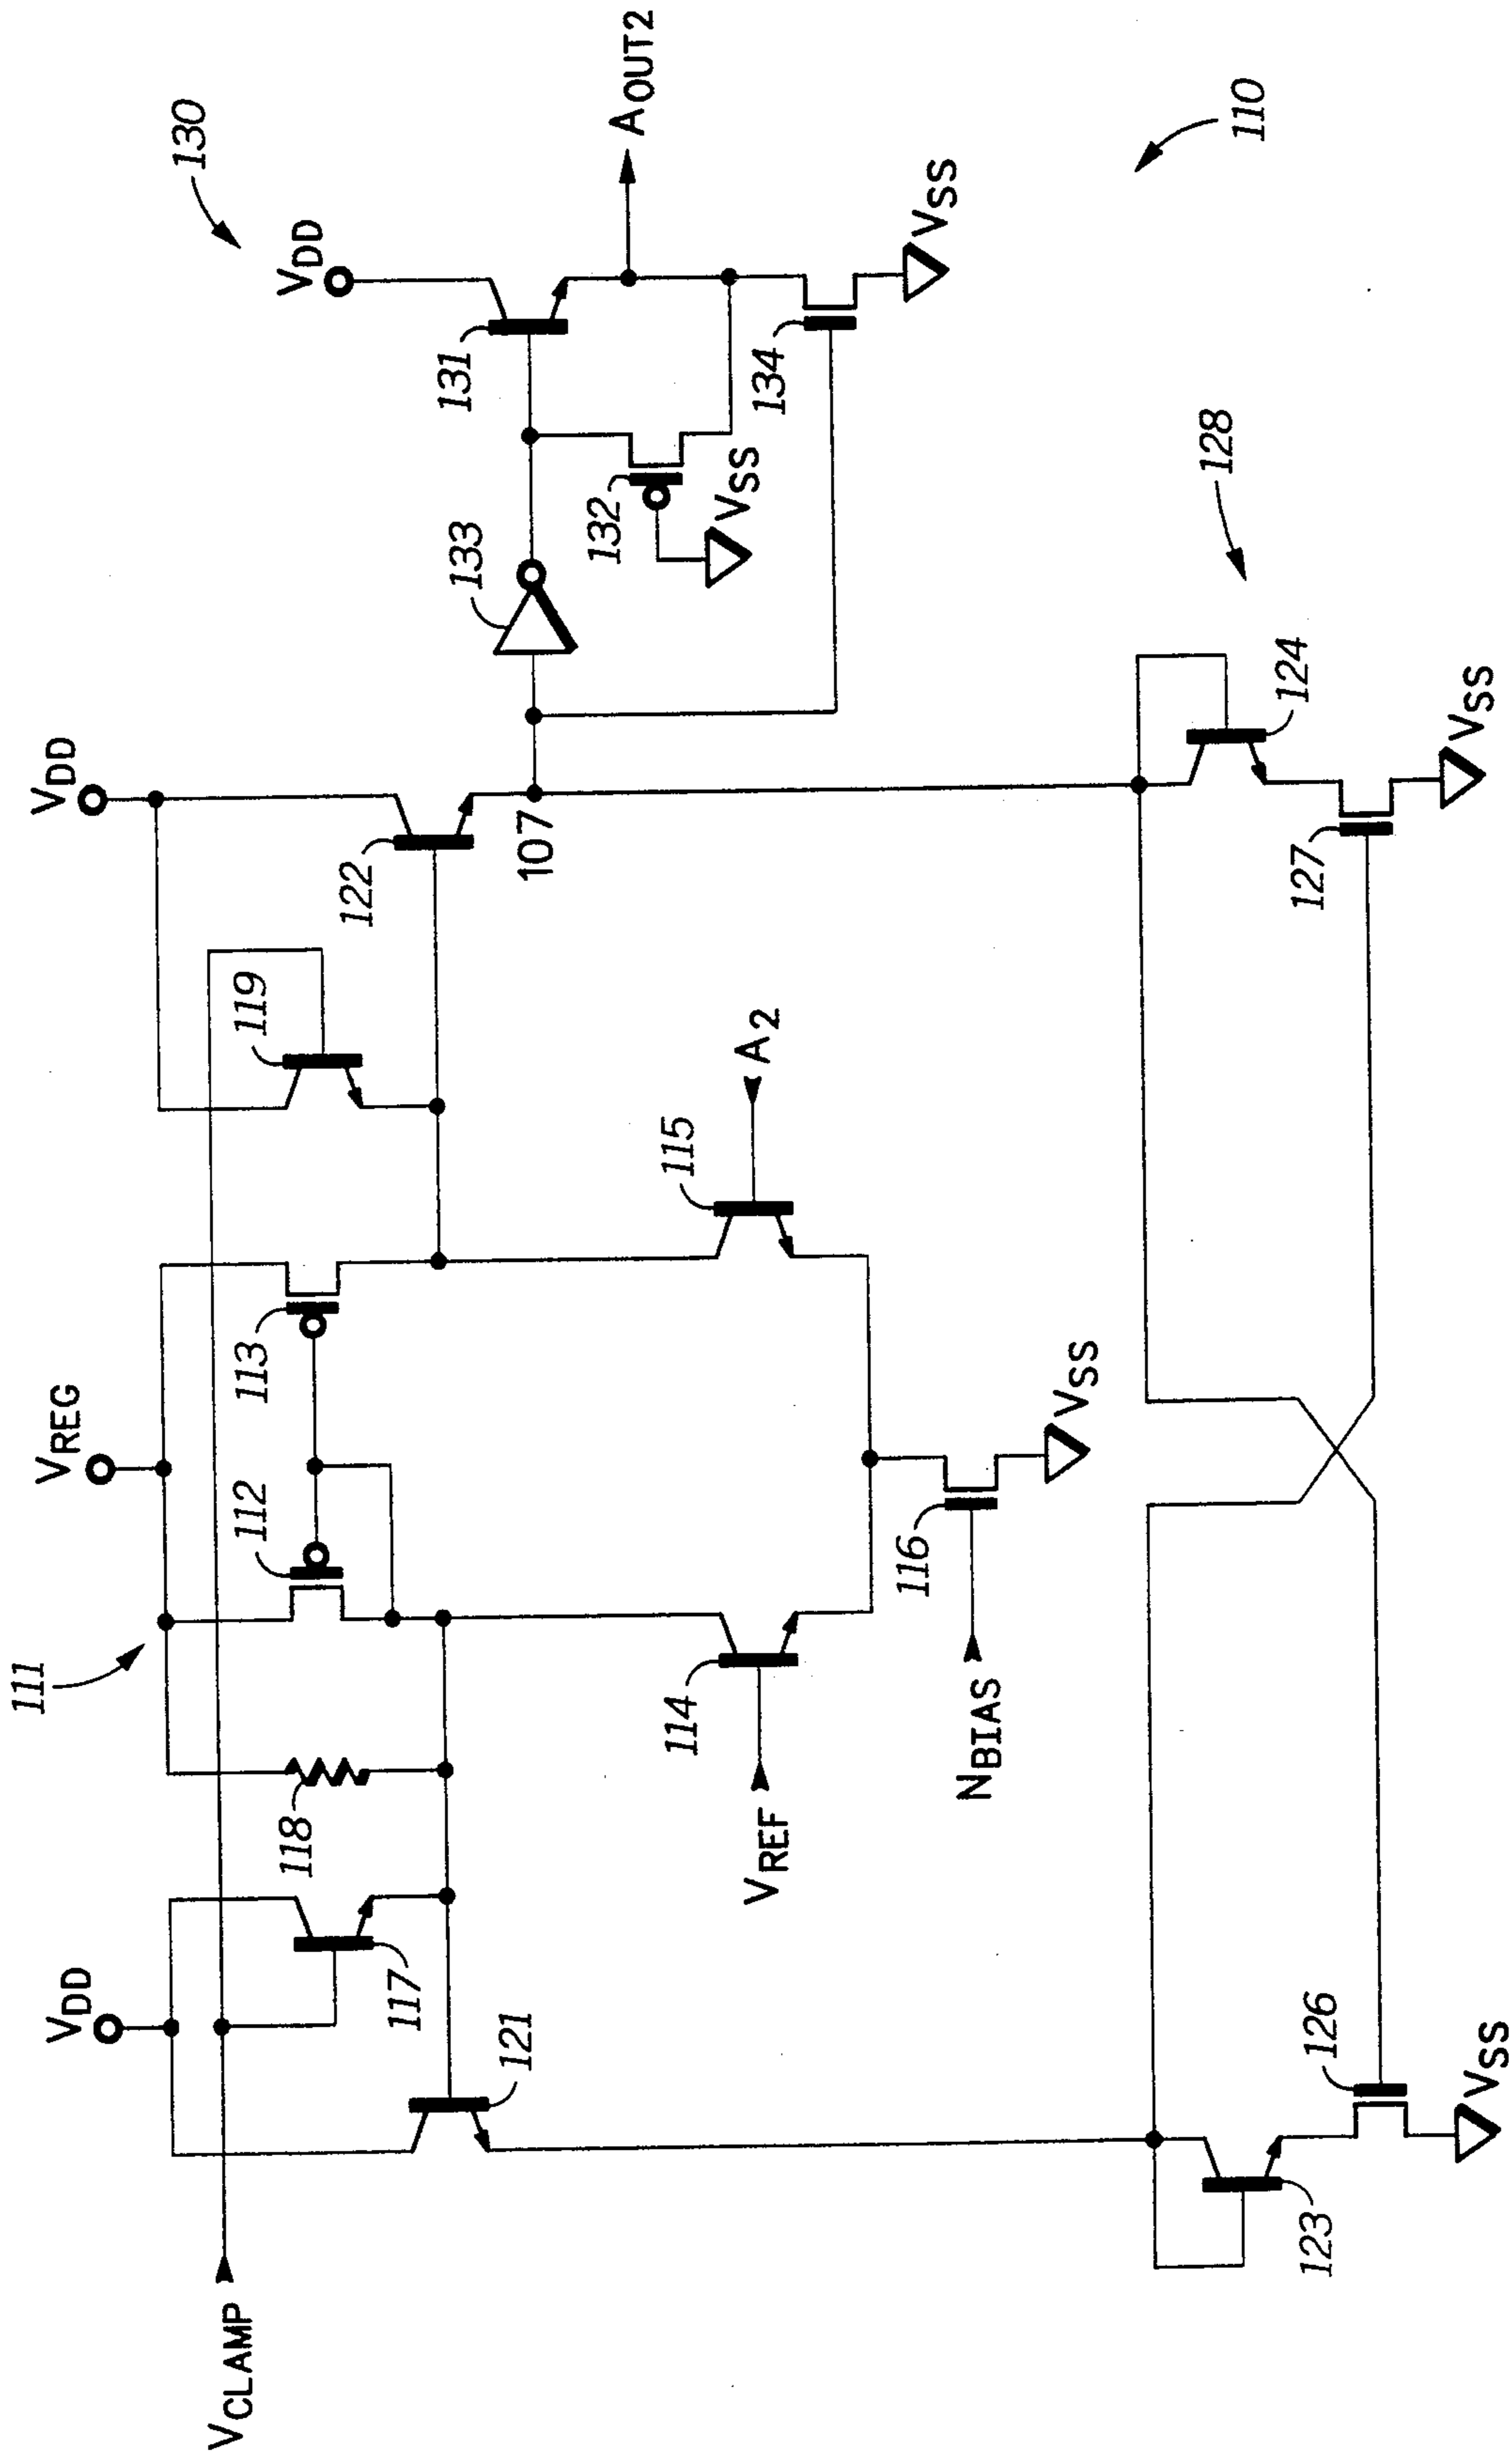 111
VREG
VDD
VDD
130
VDD
VCLAMP
117
118
112
113
119
122
131
133
132
VSS
AOUT2
121
107
134
VSS
VREF
114
115
A2
NBIAS
116
VSS
110
128
123
126
VSS
127
124
VSS